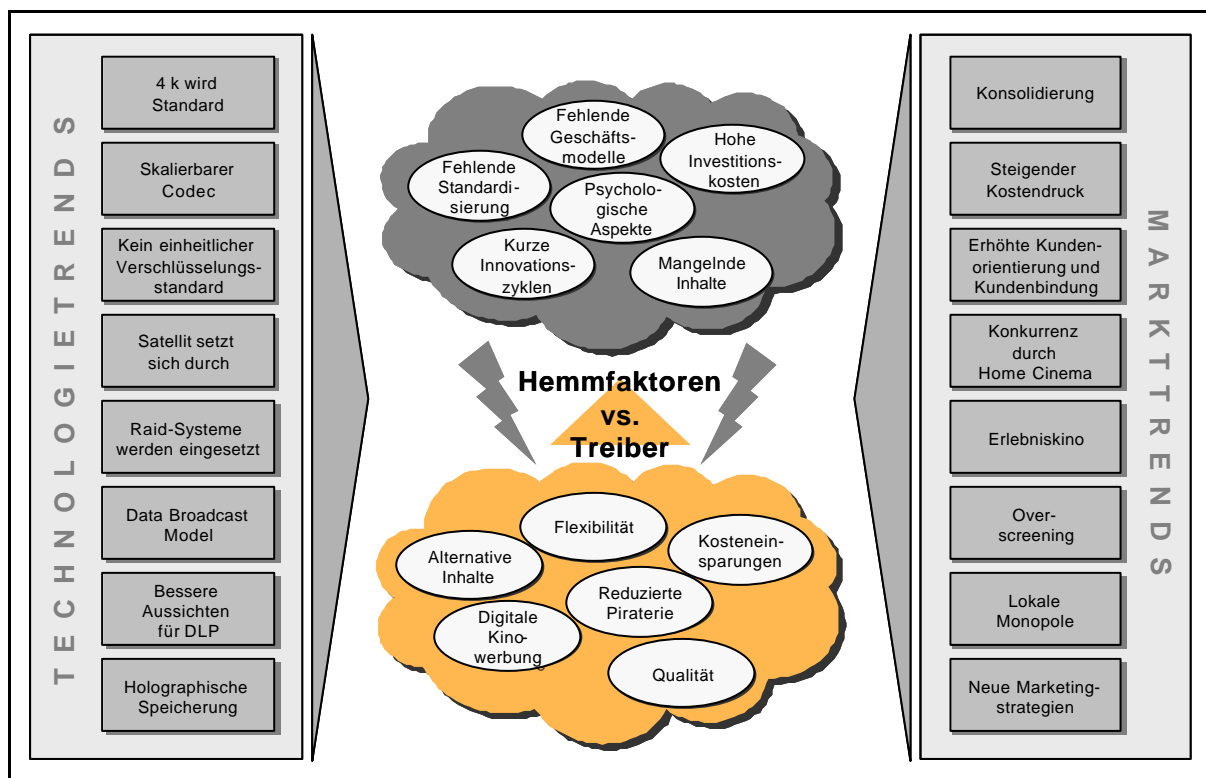 TECHNOLOGIETRENDS
4 k wird
Standard
Skalierbarer
Codec
Kein einheitlicher
Verschlüsselungs-
standard
Satellit setzt
sich durch
Raid-Systeme
werden eingesetzt
Data Broadcast
Model
Bessere
Aussichten
für DLP
Holographische
Speicherung
Fehlende
Geschäfts-
modelle
Hohe
Investitions-
kosten
Fehlende
Standardi-
sierung
Psycholo-
gische
Aspekte
Kurze
Innovations-
zyklen
Mangelnde
Inhalte
Hemmfaktoren
vs.
Treiber
Flexibilität
Kostenein-
sparungen
Alternative
Inhalte
Reduzierte
Piraterie
Digitale
Kino-
werbung
Qualität
Konsolidierung
Steigender
Kostendruck
Erhöhte Kunden-
orientierung und
Kundenbindung
Konkurrenz
durch
Home Cinema
Erlebniskino
Over-
screening
Lokale
Monopole
Neue Marketing-
strategien
MARKTTRENDS